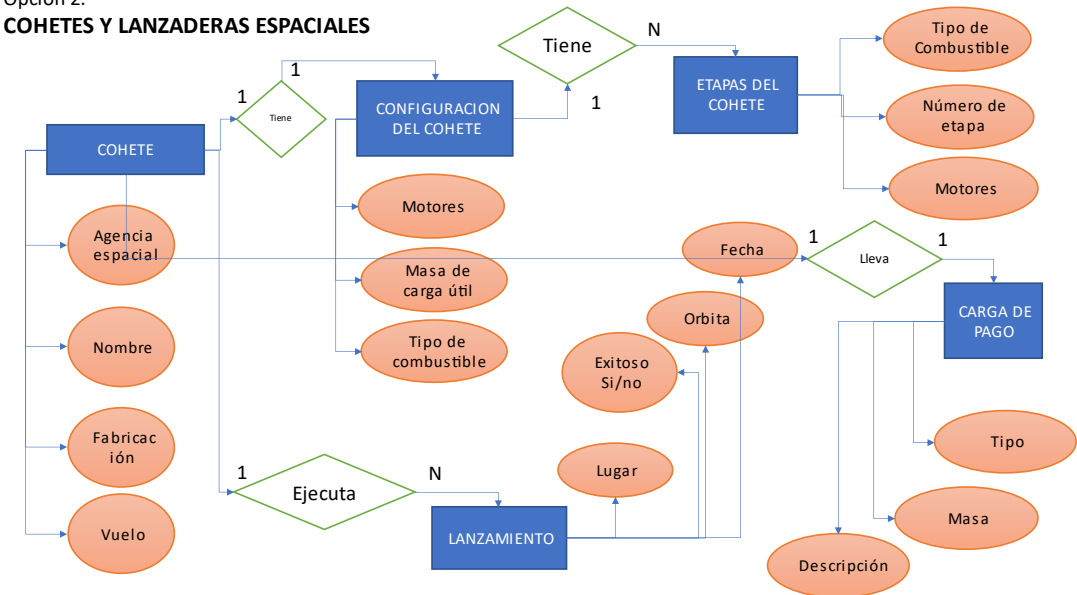 Opción 2:
COHETES Y LANZADERAS ESPACIALES
COHETE
Agencia
espacial
Nombre
Fabricac
ión
Vuelo
1
Tiene
1
CONFIGURACION
DEL COHETE
Motores
Masa de
carga útil
Tipo de
combustible
1
Tiene
N
ETAPAS DEL
COHETE
Tipo de
Combustible
Número de
etapa
Motores
1
Lleva
1
CARGA DE
PAGO
Tipo
Masa
Descripción
1
Ejecuta
N
LANZAMIENTO
Lugar
Exitoso
Si/no
Orbita
Fecha